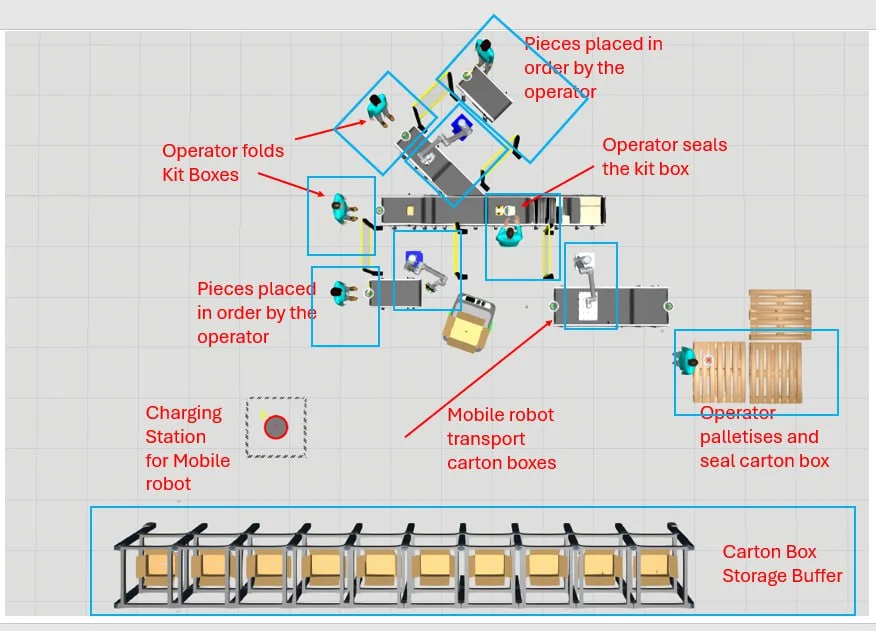 Pieces placed in
order by the
operator
Operator folds
Kit Boxes
Operator seals
the kit box
Pieces placed
in order by the
operator
Charging
Station
for Mobile
robot
Mobile robot
transport
carton boxes
Operator
palletises and
seal carton box
Carton Box
Storage Buffer